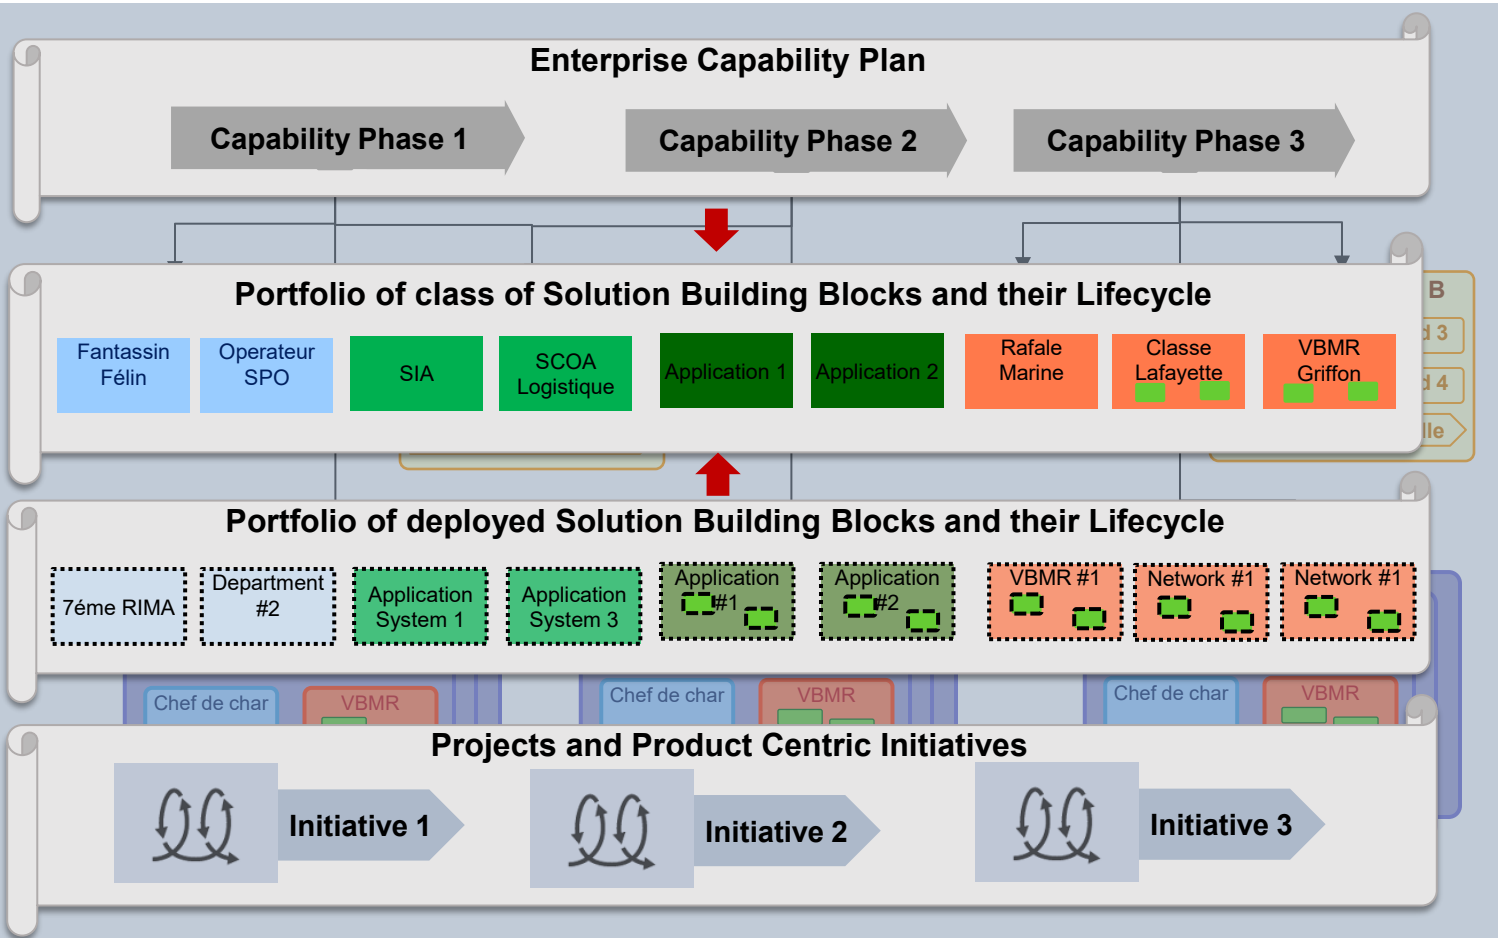 Enterprise Capability Plan
Capability Phase 1
Capability Phase 2
Capability Phase 3
Portfolio of class of Solution Building Blocks and their Lifecycle
B
Fantassin
Félin
Operateur
SPO
SIA
SCOA
Logistique
Application 1
Application 2
Rafale
Marine
Classe
Lafayette
VBMR
Griffon
d 3
d 4
lle
Portfolio of deployed Solution Building Blocks and their Lifecycle
7éme RIMA
Department
#2
Application
System 1
Application
System 3
Application
#1
Application
#2
VBMR #1
Network #1
Network #1
Chef de char
VBMR
Chef de char
VBMR
Chef de char
VBMR
Projects and Product Centric Initiatives
Initiative 1
Initiative 2
Initiative 3